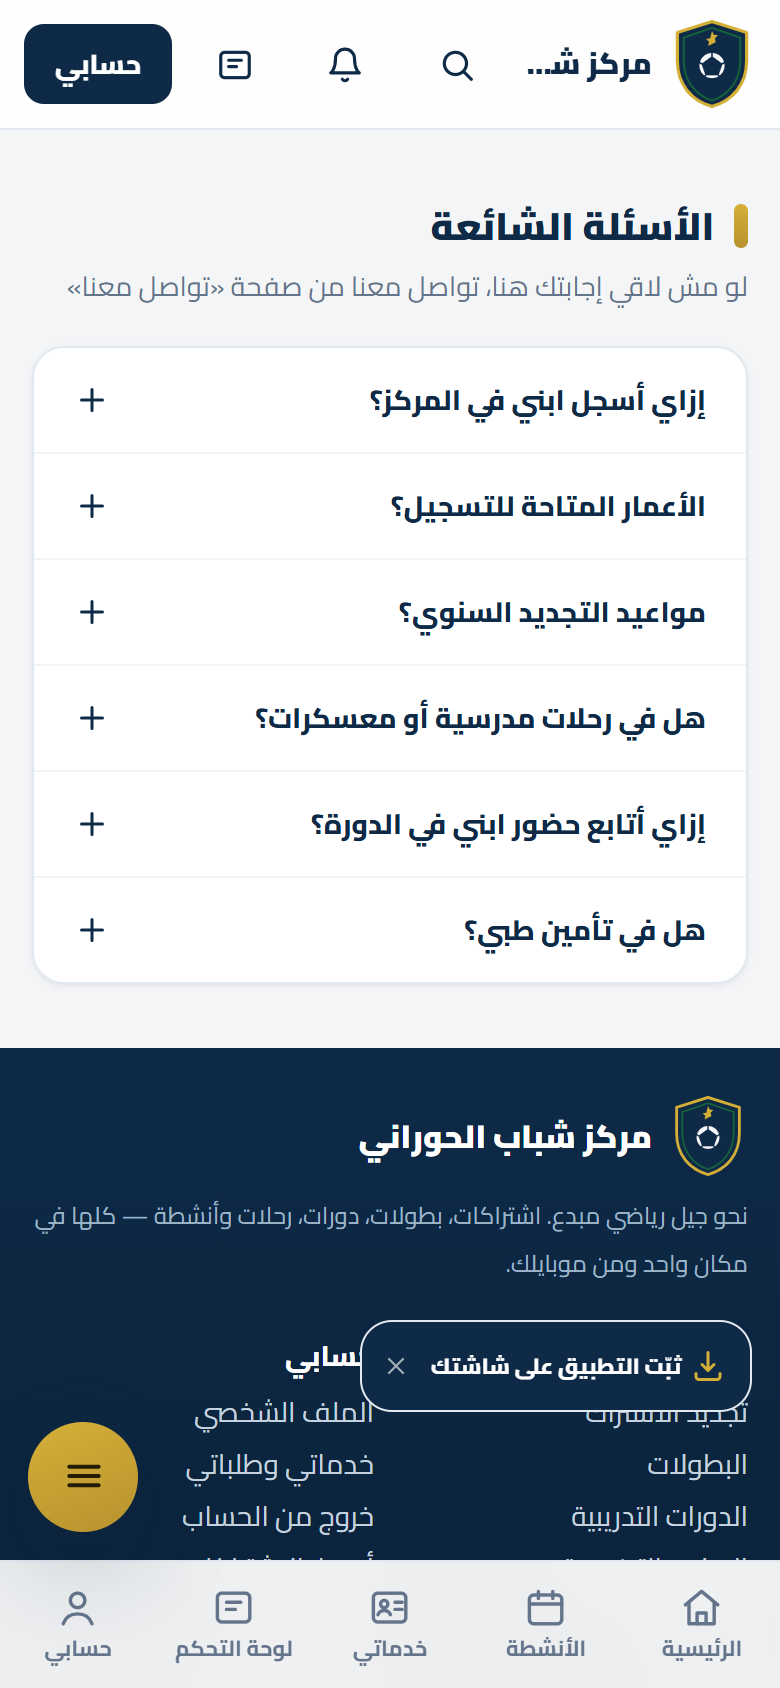 مركز ش...
حسابي
الأسئلة الشائعة
لو مش لاقي إجابتك هنا، تواصل معنا من صفحة «تواصل معنا»
إزاي أسجل ابني في المركز؟
الأعمار المتاحة للتسجيل؟
مواعيد التجديد السنوي؟
هل في رحلات مدرسية أو معسكرات؟
إزاي أتابع حضور ابني في الدورة؟
هل في تأمين طبي؟
مركز شباب الحوراني
نحو جيل رياضي مبدع. اشتراكات، بطولات، دورات، رحلات وأنشطة — كلها في
مكان واحد ومن موبايلك.
ثبّت التطبيق على شاشتك
تجديد الاشتراك
البطولات
الدورات التدريبية
حسابي
الملف الشخصي
خدماتي وطلباتي
خروج من الحساب
الرئيسية
الأنشطة
خدماتي
لوحة التحكم
حسابي